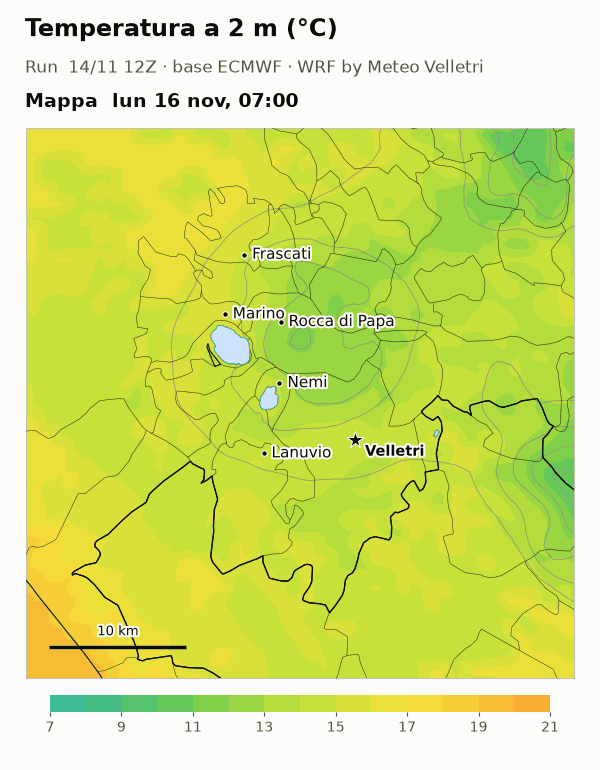 Temperatura a 2 m (°C)
Run  14/11 12Z · base ECMWF · WRF by Meteo Velletri
Mappa  lun 16 nov, 07:00
Frascati
Marino
Rocca di Papa
Nemi
Velletri
Lanuvio
10 km
7 9 11 13 15 17 19 21